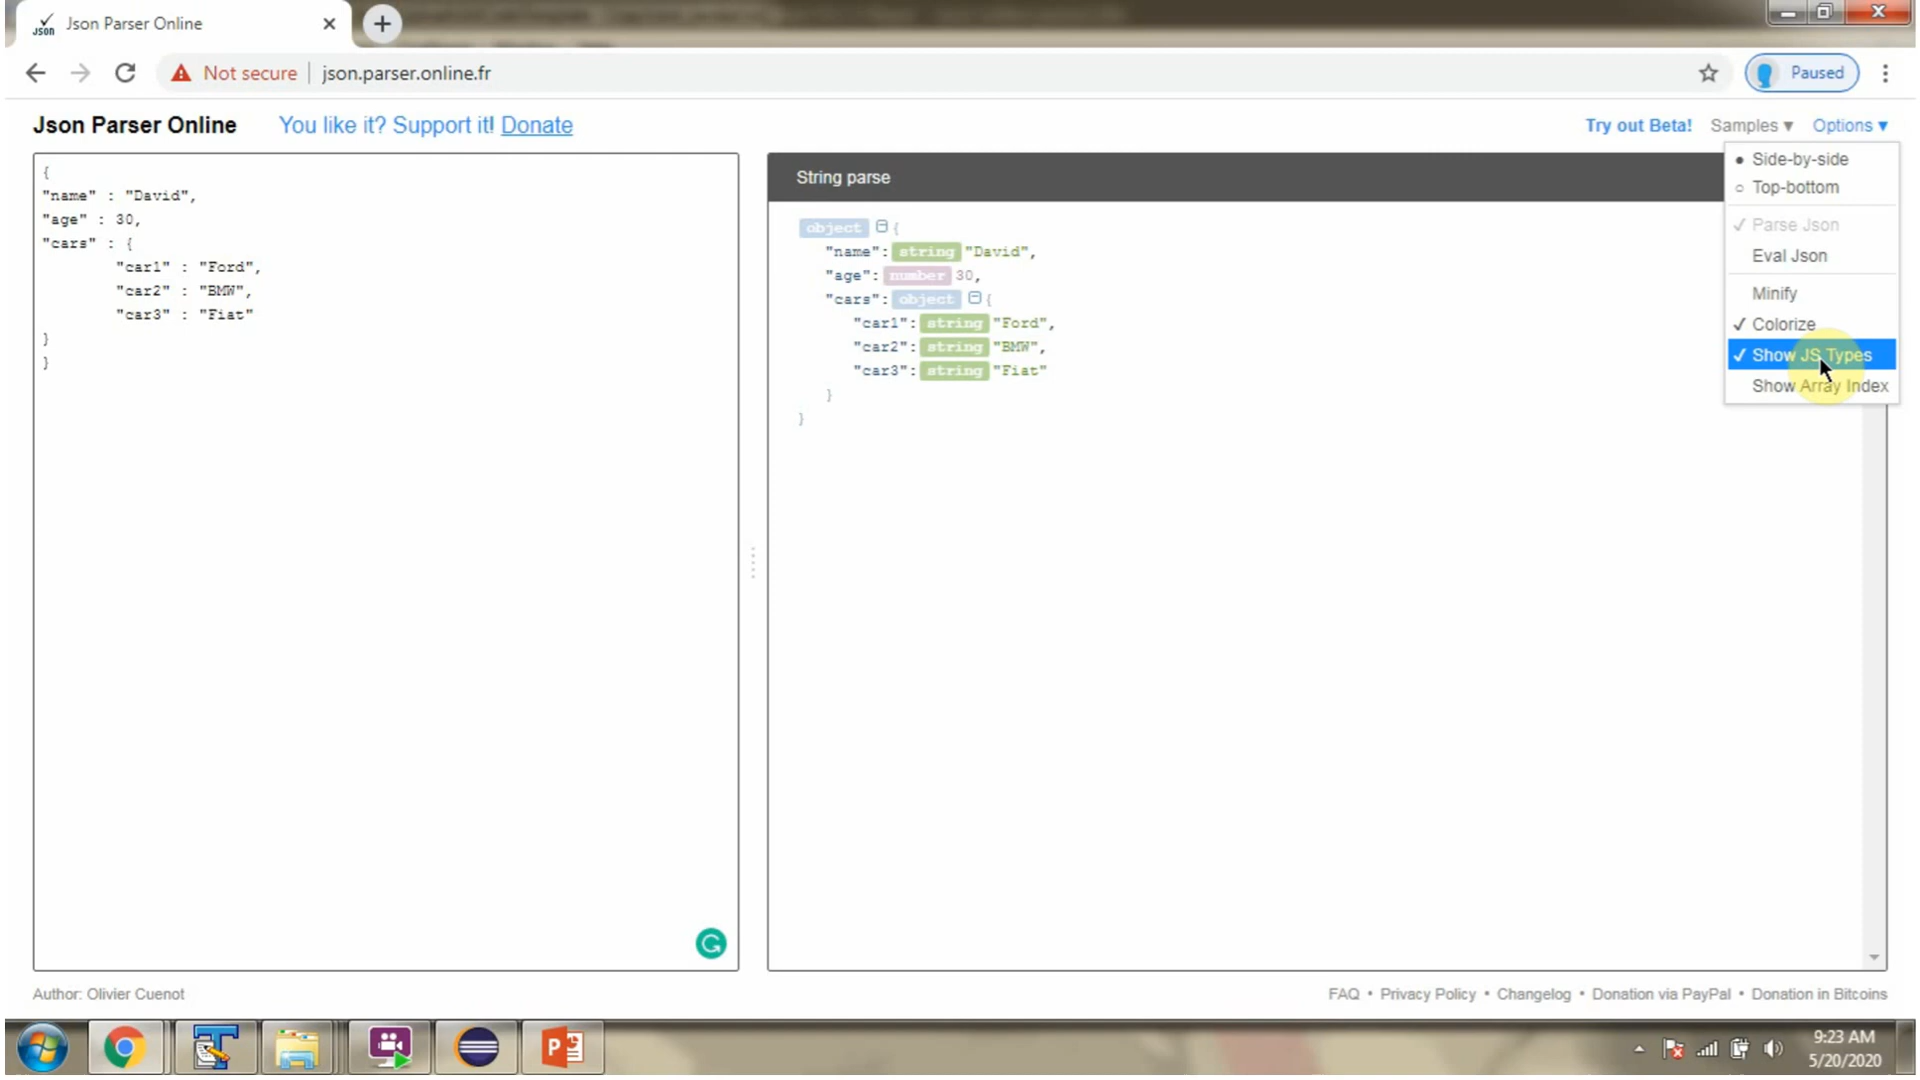 Json Parser Online
JSON
Not secure
json.parser.online.fr
Paused
Json Parser Online
You like it? Support it! Donate
Try out Beta!
Samples ▾
Options ▾
{
"name" : "David",
"age" : 30,
"cars" : {
"car1" : "Ford",
"car2" : "BMW",
"car3" : "Fiat"
}
}
String parse
object {
"name": string "David",
"age": number 30,
"cars": object {
"car1": string "Ford",
"car2": string "BMW",
"car3": string "Fiat"
}
}
Side-by-side
Top-bottom
✓ Parse Json
Eval Json
Minify
✓ Colorize
✓ Show JS Types
Show Array Index
Author: Olivier Cuenot
FAQ • Privacy Policy • Changelog • Donation via PayPal • Donation in Bitcoins
9:23 AM
5/20/2020